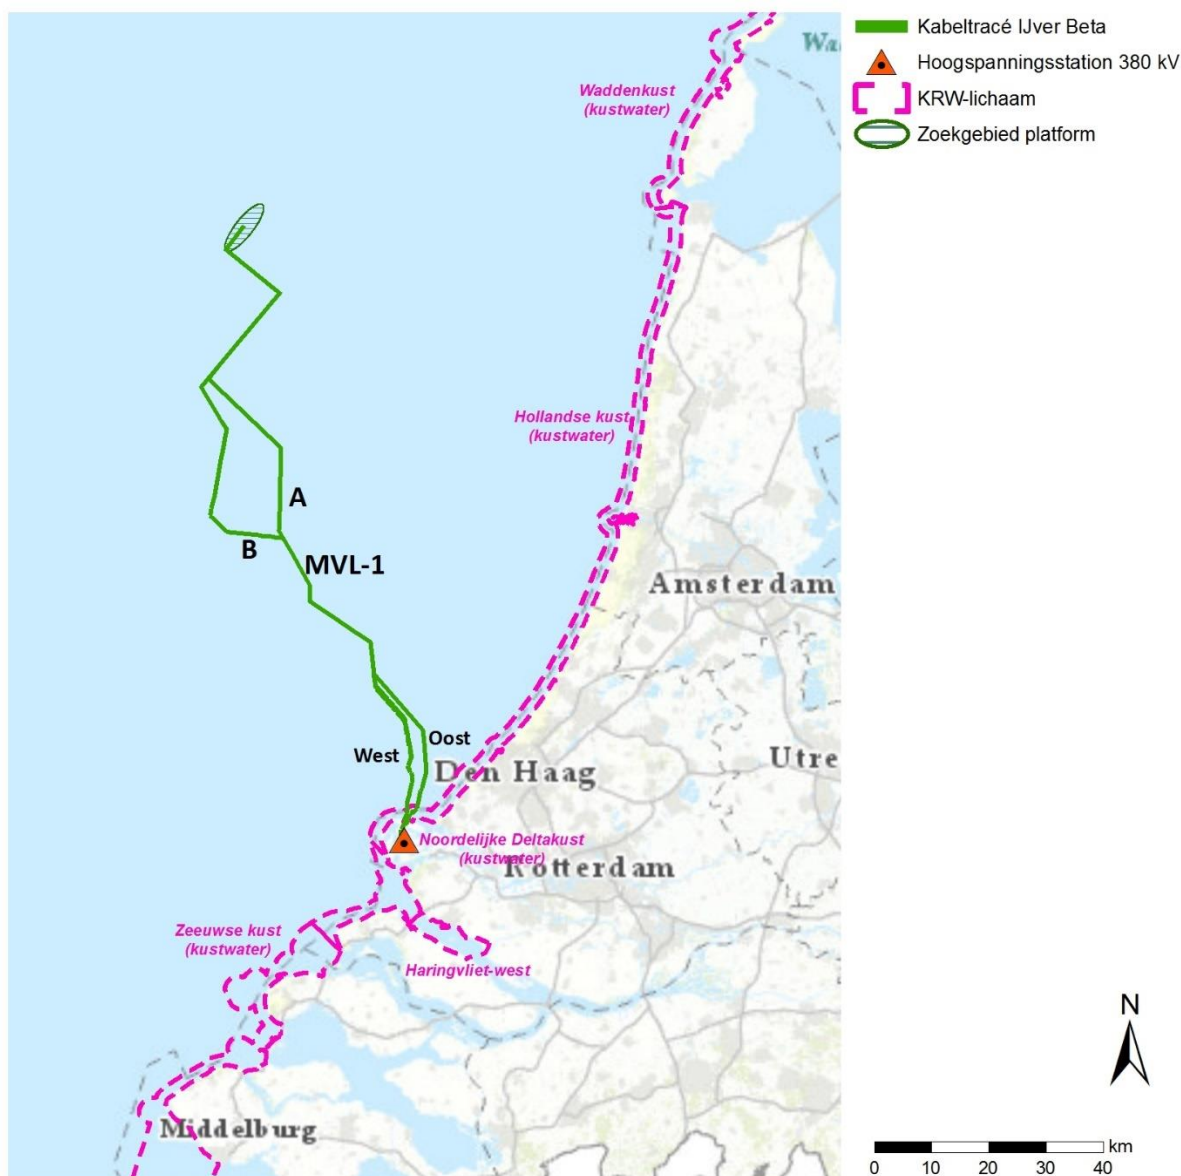 Kabeltracé IJver Beta
Hoogspanningsstation 380 kV
KRW-lichaam
Zoekgebied platform
Waddenkust
(kustwater)
Hollandse kust
(kustwater)
A
B
MVL-1
Amsterdam
Oost
West
Den Haag
Utre
Noordelijke Deltakust
(kustwater)
Rotterdam
Zeeuwse kust
(kustwater)
Haringvliet-west
Middelburg
N
km
0 10 20 30 40